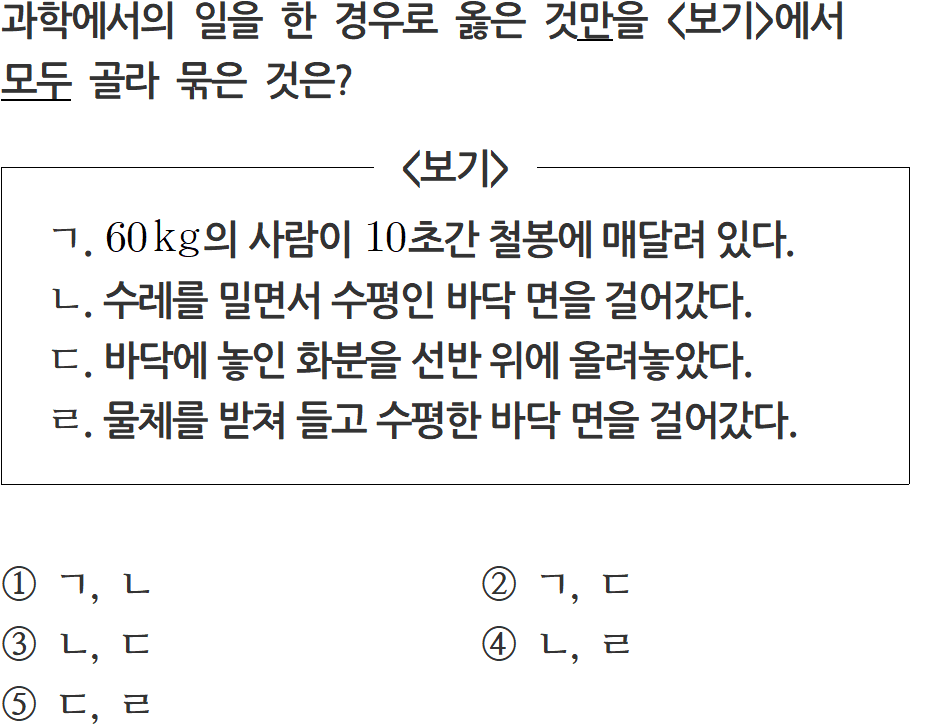 과학에서의 일을 한 경우로 옳은 것만을 <보기>에서
모두 골라 묶은 것은?
<보기>
ㄱ. 60kg의 사람이 10초간 철봉에 매달려 있다.
ㄴ. 수레를 밀면서 수평인 바닥 면을 걸어갔다.
ㄷ. 바닥에 놓인 화분을 선반 위에 올려놓았다.
ㄹ. 물체를 받쳐 들고 수평한 바닥 면을 걸어갔다.
① ㄱ, ㄴ ② ㄱ, ㄷ
③ ㄴ, ㄷ ④ ㄴ, ㄹ
⑤ ㄷ, ㄹ